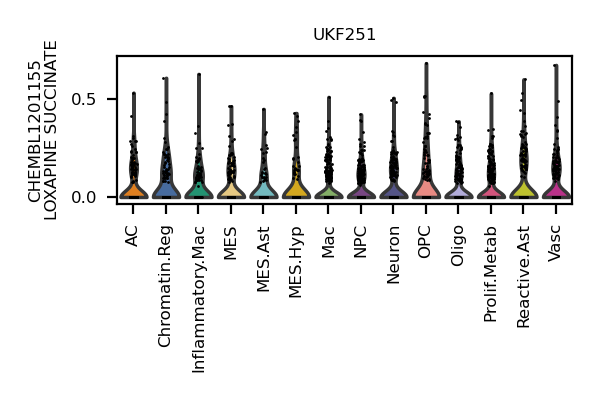 UKF251
CHEMBL1201155
LOXAPINE SUCCINATE
0.5
0.0
AC
Chromatin.Reg
Inflammatory.Mac
MES
MES.Ast
MES.Hyp
Mac
NPC
Neuron
OPC
Oligo
Prolif.Metab
Reactive.Ast
Vasc